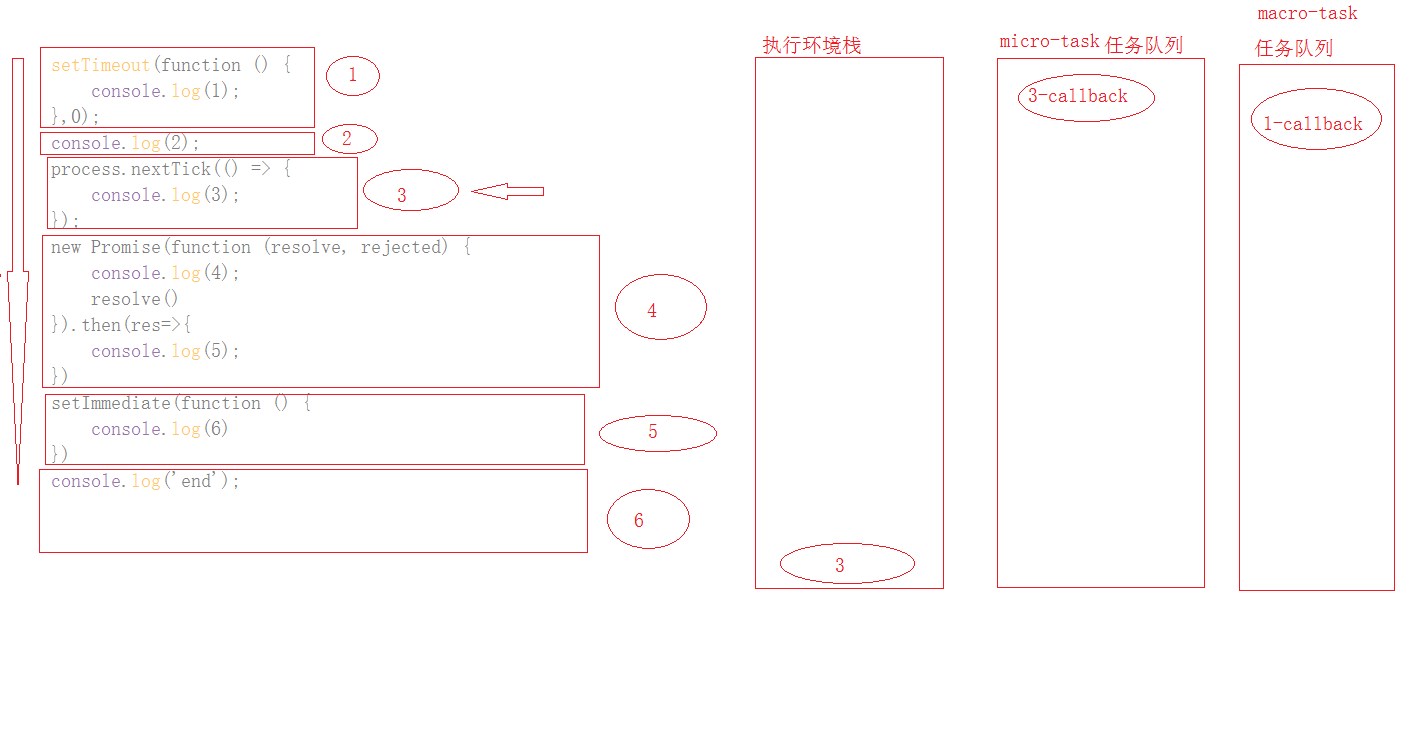 setTimeout(function () {
    console.log(1);
},0);
1
console.log(2);
2
process.nextTick(() => {
    console.log(3);
});
3
new Promise(function (resolve, rejected) {
    console.log(4);
    resolve()
}).then(res=>{
    console.log(5);
})
4
setImmediate(function () {
    console.log(6)
})
5
console.log('end');
6
执行环境栈
3
micro-task 任务队列
3-callback
macro-task
任务队列
1-callback